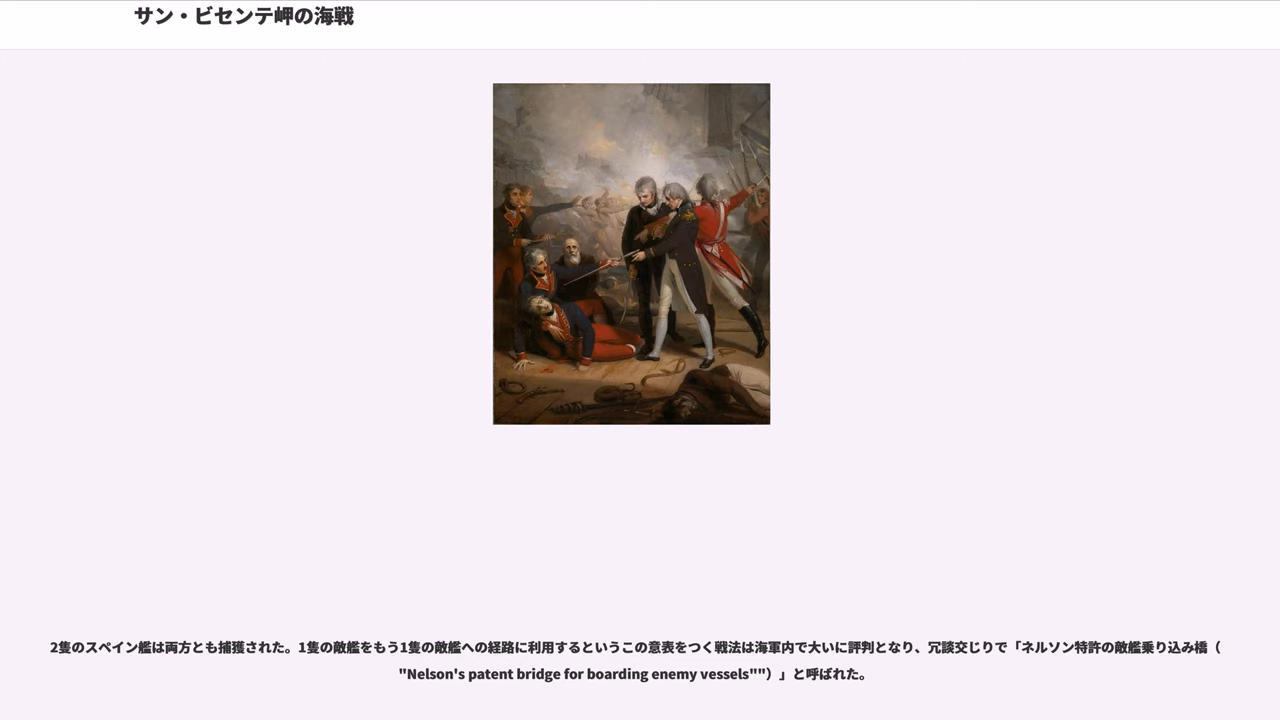 サン・ビセンテ岬の海戦
2隻のスペイン艦は両方とも捕獲された。1隻の敵艦をもう1隻の敵艦への経路に利用するというこの意表をつく戦法は海軍内で大いに評判となり、冗談交じりで「ネルソン特許の敵艦乗り込み橋（
"Nelson's patent bridge for boarding enemy vessels""）」と呼ばれた。